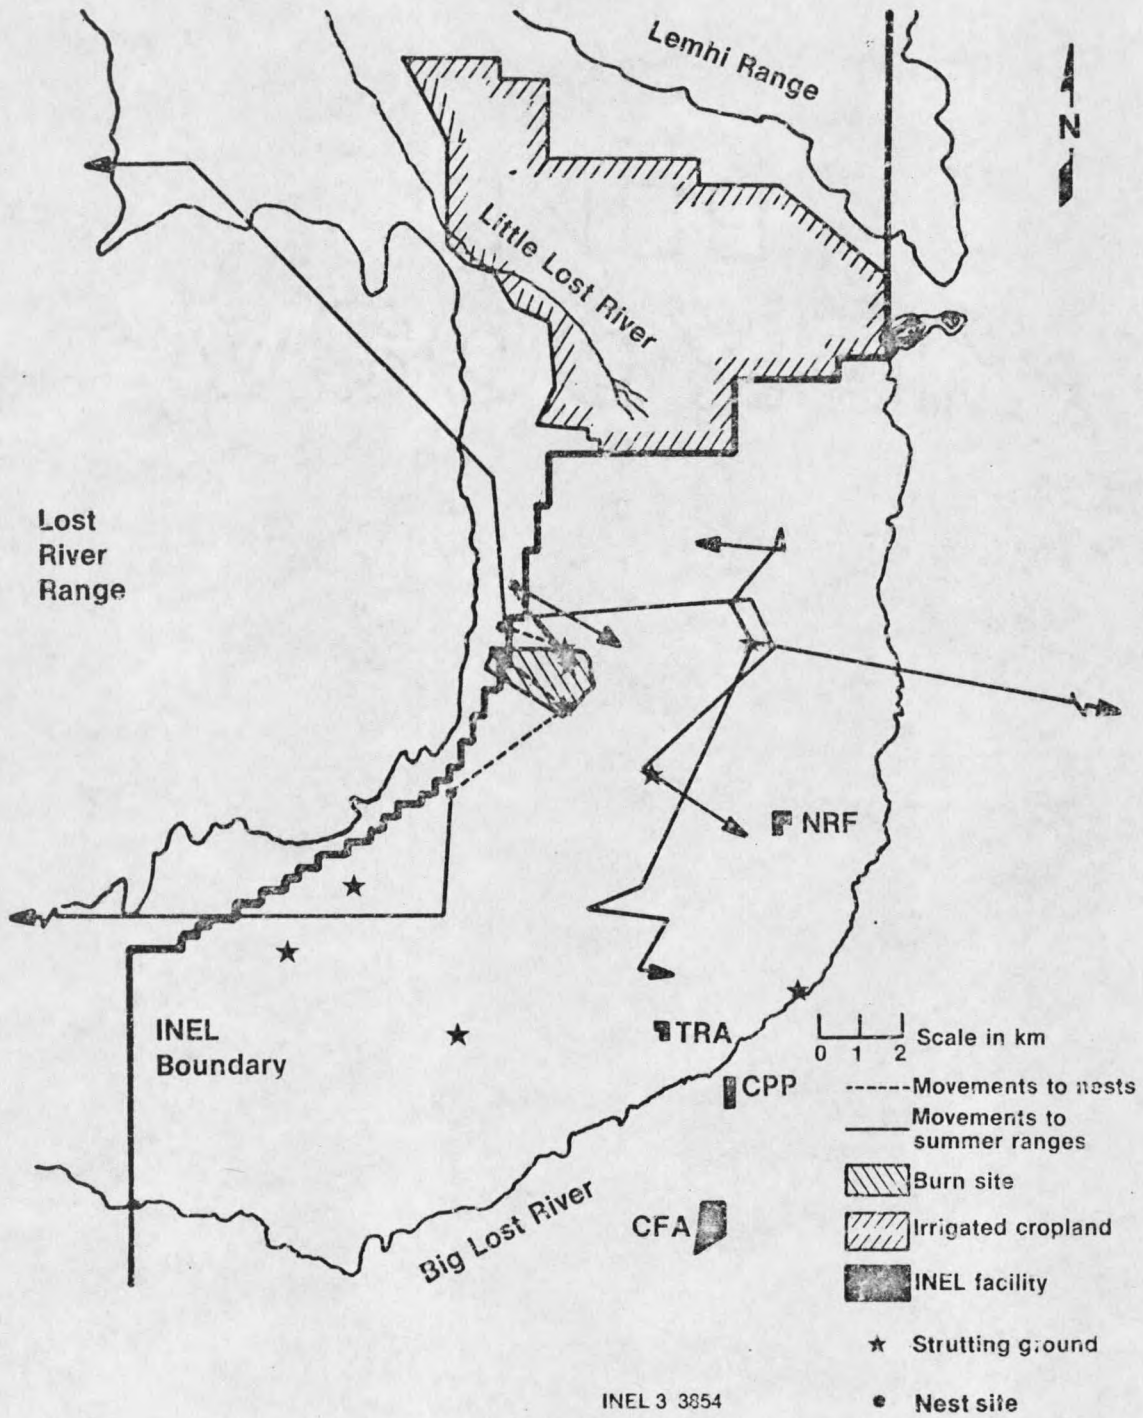 Lemhi Range
N
Little Lost River
Lost
River
Range
NRF
INEL
Boundary
TRA
Scale in km
0 1 2
CPP
Movements to nests
Movements to
summer ranges
Burn site
Big Lost River
CFA
Irrigated cropland
INEL facility
Strutting ground
INEL 3 3854
Nest site